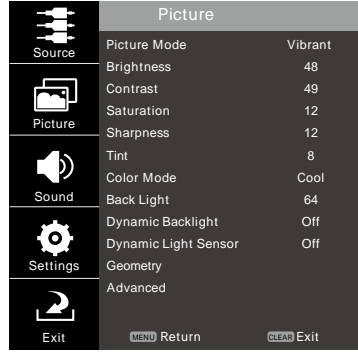 Picture
Source
Picture
Sound
Settings
Exit
Picture Mode Vibrant
Brightness 48
Contrast 49
Saturation 12
Sharpness 12
Tint 8
Color Mode Cool
Back Light 64
Dynamic Backlight Off
Dynamic Light Sensor Off
Geometry
Advanced
MENU Return CLEAR Exit